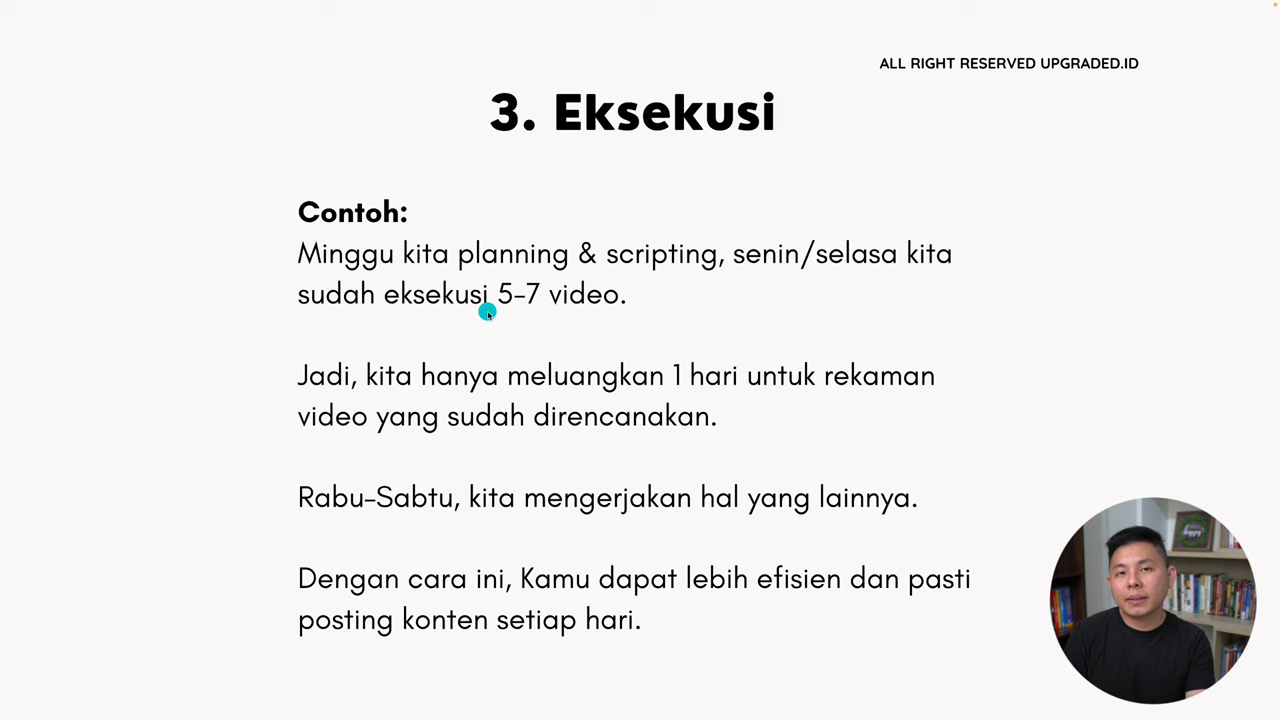 ALL RIGHT RESERVED UPGRADED.ID
3. Eksekusi
Contoh:
Minggu kita planning & scripting, senin/selasa kita
sudah eksekusi 5-7 video.
Jadi, kita hanya meluangkan 1 hari untuk rekaman
video yang sudah direncanakan.
Rabu-Sabtu, kita mengerjakan hal yang lainnya.
Dengan cara ini, Kamu dapat lebih efisien dan pasti
posting konten setiap hari.